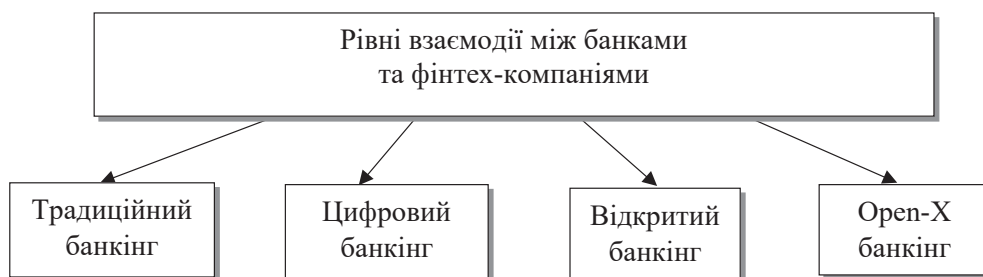 Рівні взаємодії між банками
та фінтех-компаніями
Традиційний
банкінг
Цифровий
банкінг
Відкритий
банкінг
Open-X
банкінг